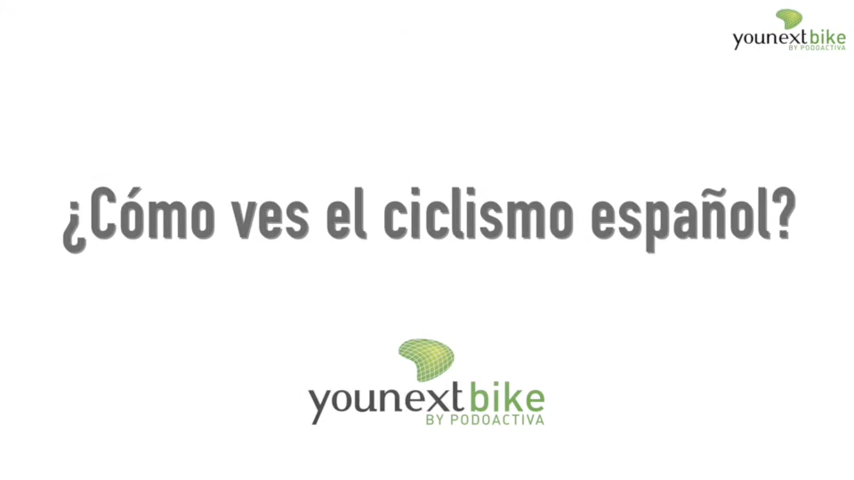 younextbike
BY PODOACTIVA
¿Cómo ves el ciclismo español?
younextbike
BY PODOACTIVA